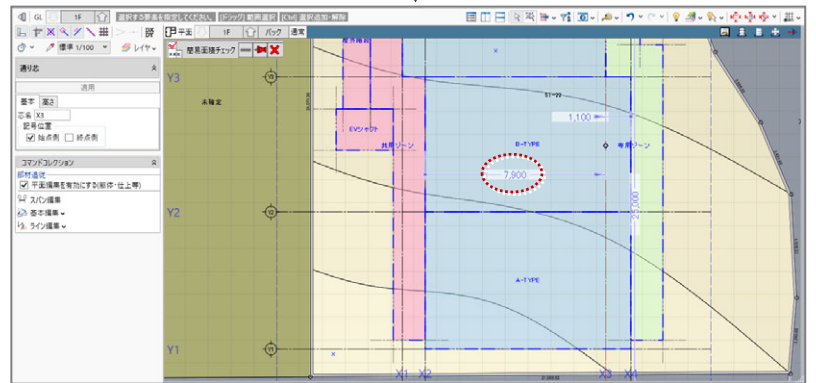 GL 1F 選択する要素を指定してください。 [ドラッグ] 範囲選択 [Ctrl] 選択追加・解除
標準 1/100 レイヤ
平面 1F バック 通常
簡易面積チェック
通り芯
適用
基本 高さ
芯名 X3
記号位置
始点側 終点側
コマンドコレクション
部材追従
平面編集を有効にする(躯体・仕上等)
スパン編集
基本編集
ライン編集
Y3
未確定
EVシャフト
共用ゾーン
B-TYPE
専用ゾーン
1,100
7,900
25,000
Y2
A-TYPE
Y1
X1 X2 X3 X4